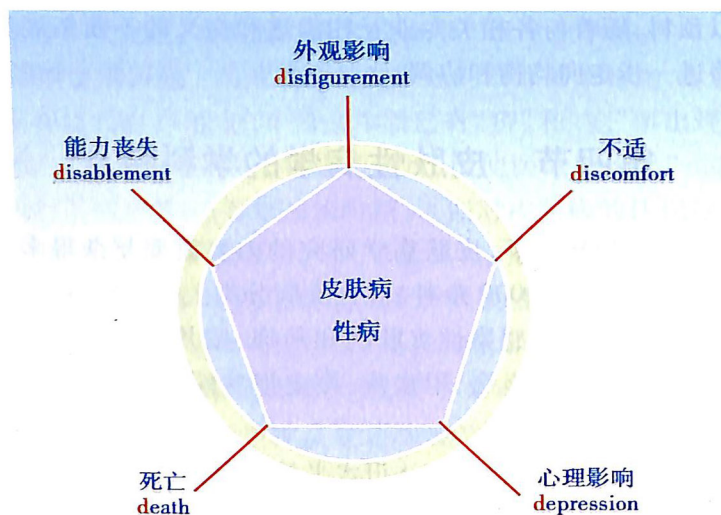 外观影响
disfigurement
能力丧失
disablement
不适
discomfort
皮肤病
性病
死亡
death
心理影响
depression